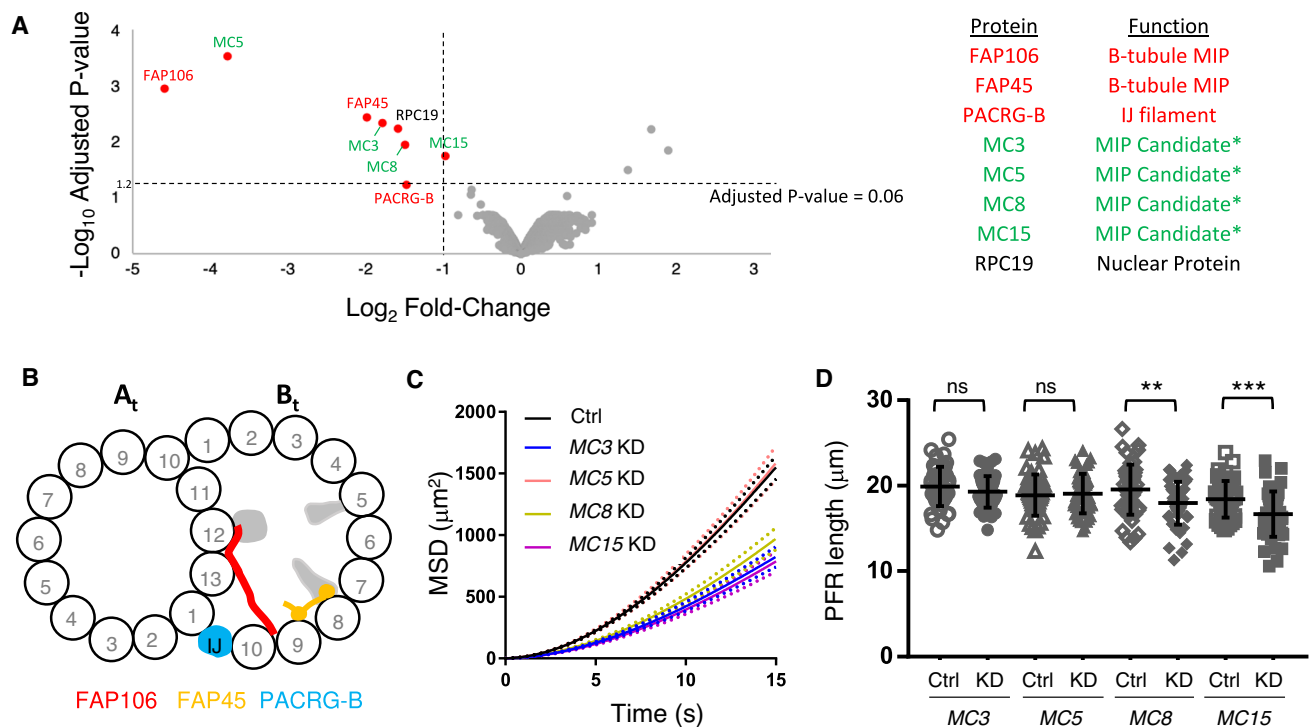 A
-Log10 Adjusted P-value
4
3
2
1.2
1
0
-5 -4 -3 -2 -1 0 1 2 3
Log2 Fold-Change
MC5
FAP106
FAP45
RPC19
MC3
MC15
MC8
PACRG-B
Adjusted P-value = 0.06
Protein Function
FAP106 B-tubule MIP
FAP45 B-tubule MIP
PACRG-B IJ filament
MC3 MIP Candidate*
MC5 MIP Candidate*
MC8 MIP Candidate*
MC15 MIP Candidate*
RPC19 Nuclear Protein
B
At Bt
1 2 3 4 5 6 7 8 9 10 11 12 13
1 2 3 4 5 6 7 8 9 10
IJ
FAP106 FAP45 PACRG-B
C
MSD (μm2)
2000
1500
1000
500
0
0 5 10 15
Time (s)
Ctrl
MC3 KD
MC5 KD
MC8 KD
MC15 KD
D
PFR length (μm)
30
20
10
0
ns ns ** ***
Ctrl KD Ctrl KD Ctrl KD Ctrl KD
MC3 MC5 MC8 MC15